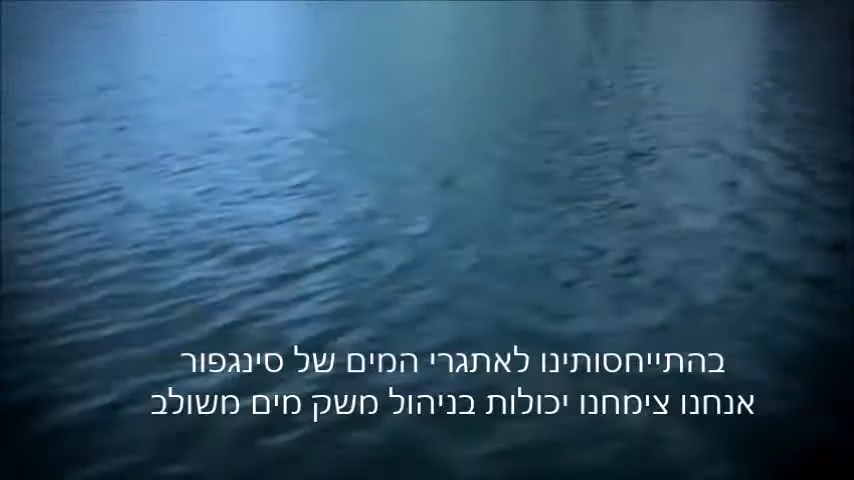 בהתייחסותינו לאתגרי המים של סינגפור
אנחנו צימחנו יכולות בניהול משק מים משולב